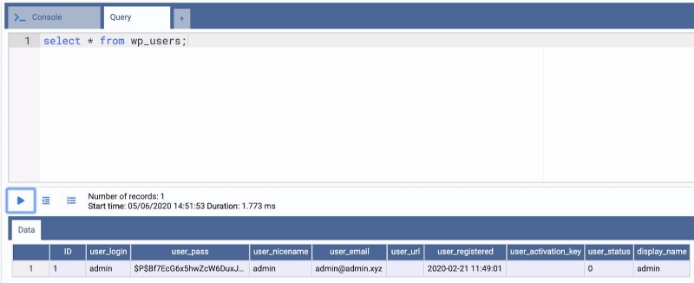 >_ Console Query +
1 select * from wp_users;
Number of records: 1
Start time: 05/06/2020 14:51:53 Duration: 1.773 ms
Data
ID user_login user_pass user_nicename user_email user_url user_registered user_activation_key user_status display_name
1 1 admin $P$Bf7EcG6x5hwZcW6DuxJ... admin admin@admin.xyz 2020-02-21 11:49:01 0 admin